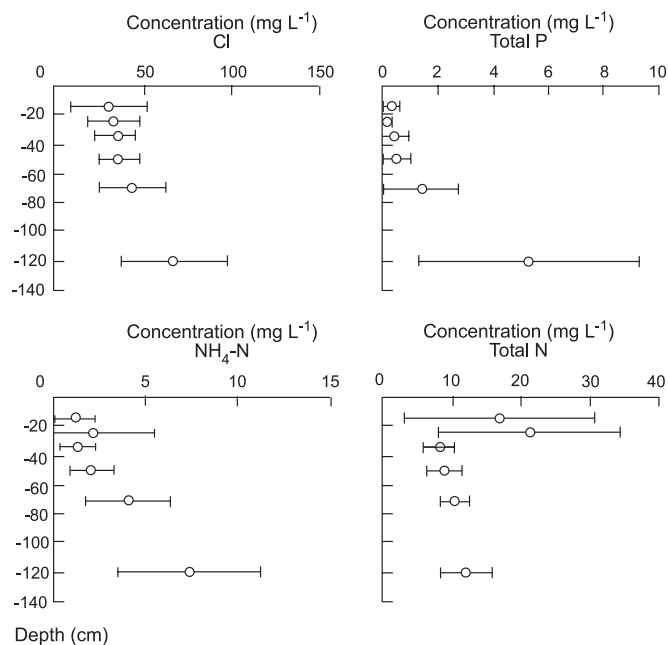 Concentration (mg L⁻¹)
Cl
0 50 100 150
-20
-40
-60
-80
-100
-120
-140
Concentration (mg L⁻¹)
Total P
0 2 4 6 8 10
Concentration (mg L⁻¹)
NH₄-N
0 5 10 15
-20
-40
-60
-80
-100
-120
-140
Concentration (mg L⁻¹)
Total N
0 10 20 30 40
Depth (cm)